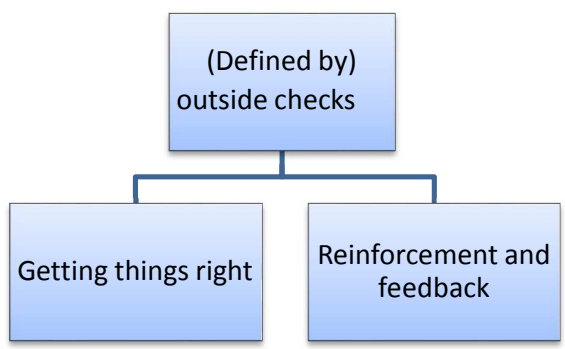 (Defined by)
outside checks
Getting things right
Reinforcement and
feedback